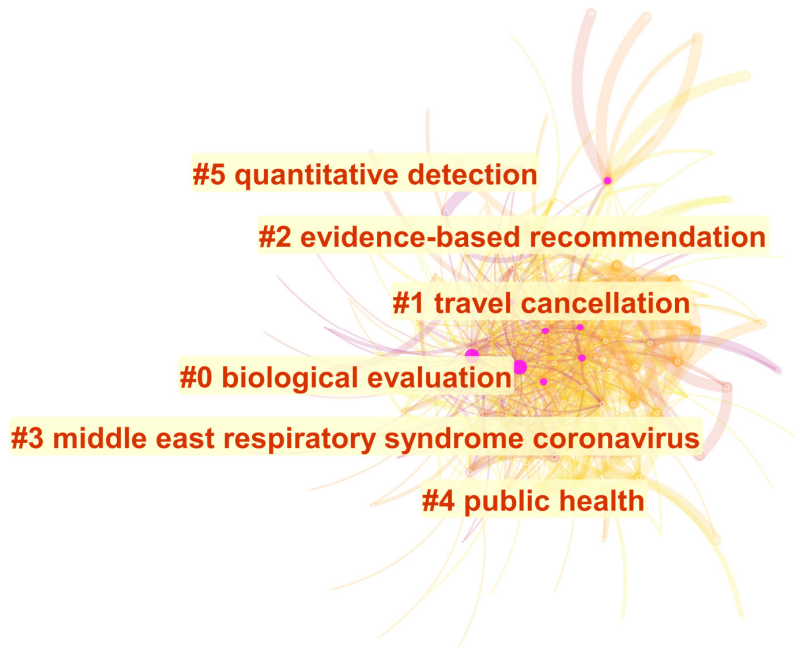 #5 quantitative detection
#2 evidence-based recommendation
#1 travel cancellation
#0 biological evaluation
#3 middle east respiratory syndrome coronavirus
#4 public health